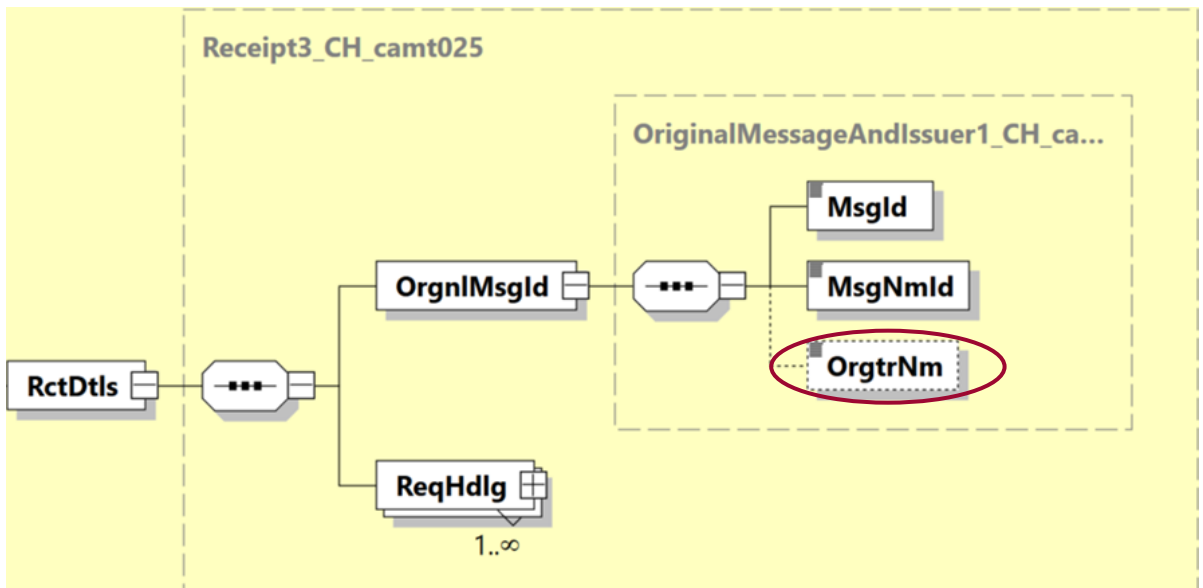 Receipt3_CH_camt025
OriginalMessageAndIssuer1_CH_ca...
MsgId
OrgnlMsgId
MsgNmId
OrgtrNm
RctDtls
ReqHdlg
1..∞